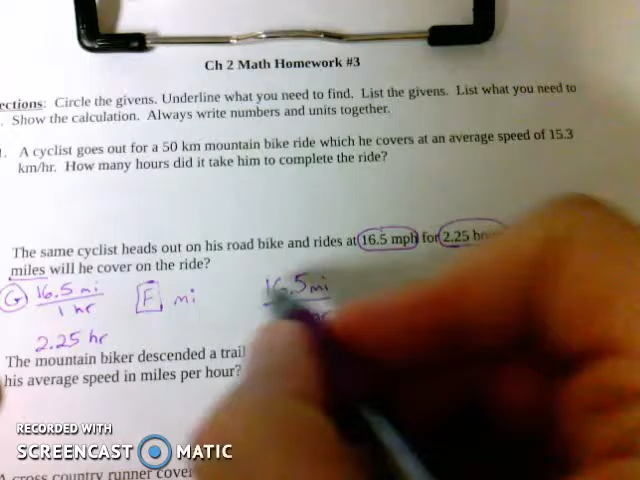 Ch 2 Math Homework #3
ections: Circle the givens. Underline what you need to find. List the givens. List what you need to
. Show the calculation. Always write numbers and units together.
1. A cyclist goes out for a 50 km mountain bike ride which he covers at an average speed of 15.3
km/hr. How many hours did it take him to complete the ride?
The same cyclist heads out on his road bike and rides at 16.5 mph for 2.25 ho
miles will he cover on the ride?
G 16.5 mi F mi 16.5 mi
1 hr hr
2.25 hr
The mountain biker descended a trail
his average speed in miles per hour?
RECORDED WITH
SCREENCAST MATIC
A cross country runner cover